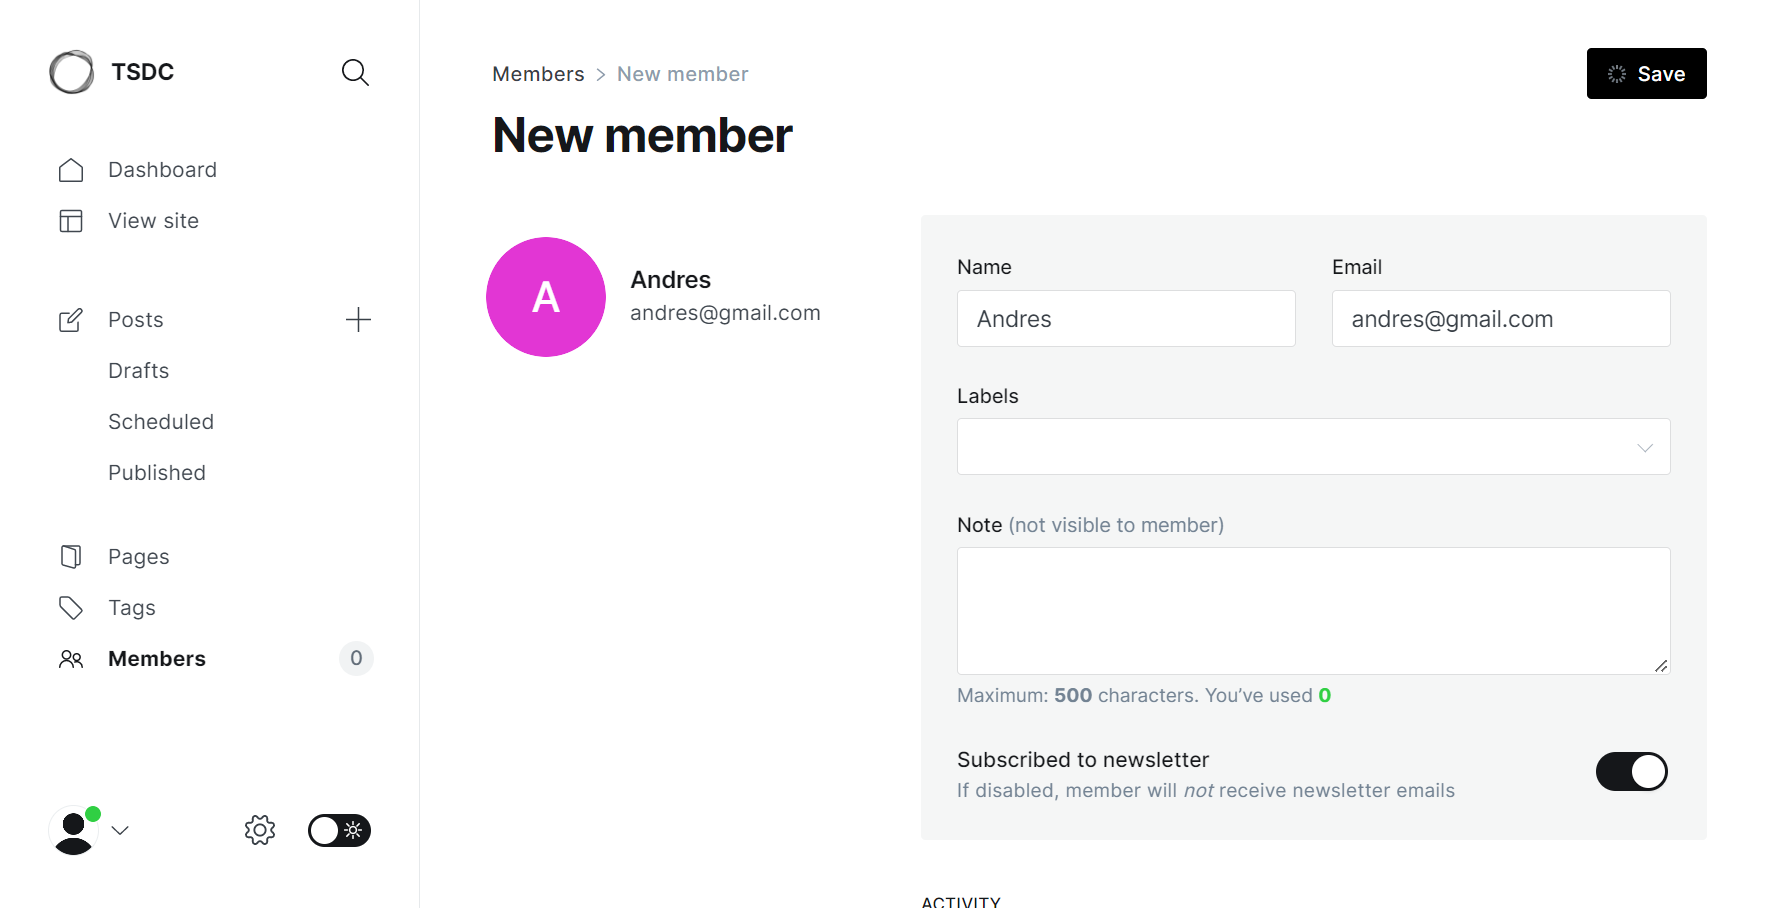 TSDC
Dashboard
View site
Posts
Drafts
Scheduled
Published
Pages
Tags
Members 0
Members > New member
Save
New member
A
Andres
andres@gmail.com
Name
Andres
Email
andres@gmail.com
Labels
Note (not visible to member)
Maximum: 500 characters. You’ve used 0
Subscribed to newsletter
If disabled, member will not receive newsletter emails
ACTIVITY